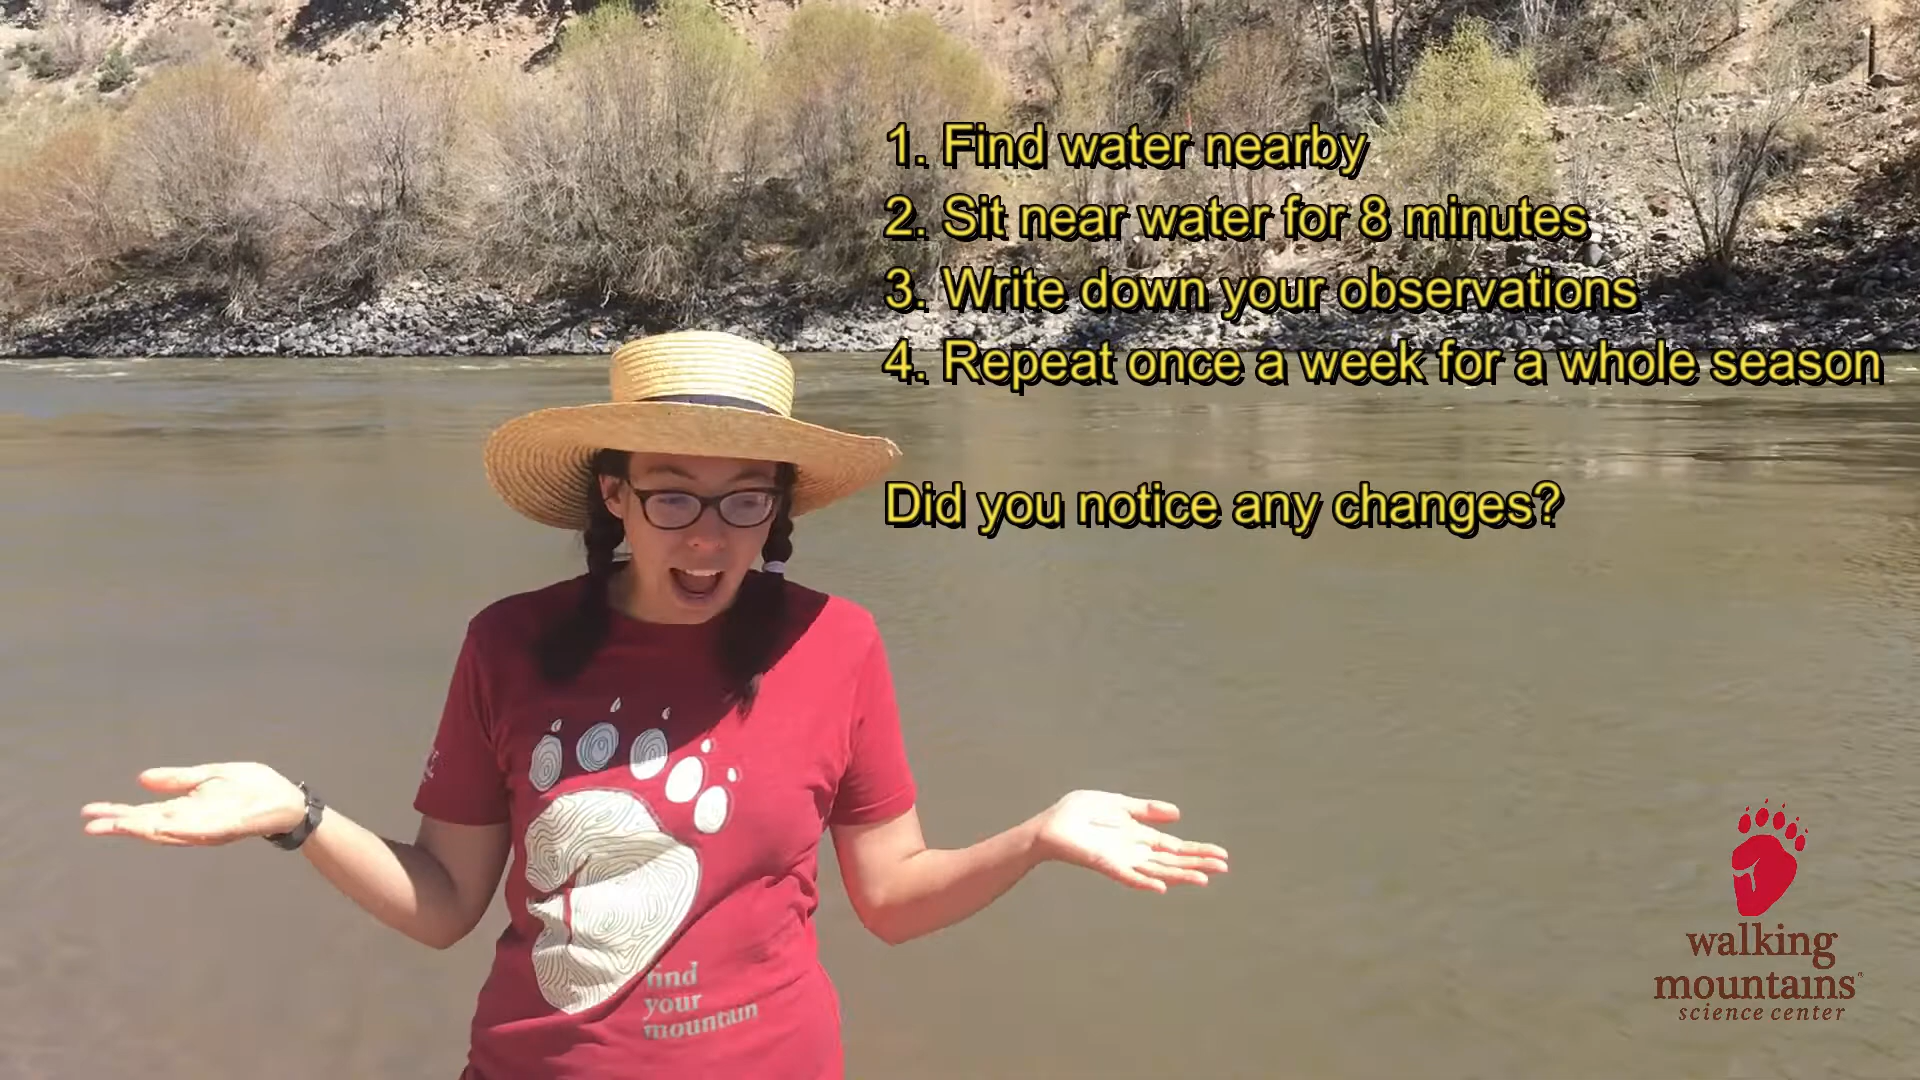 1. Find water nearby
2. Sit near water for 8 minutes
3. Write down your observations
4. Repeat once a week for a whole season
Did you notice any changes?
find
your
mountain
walking
mountains
science center